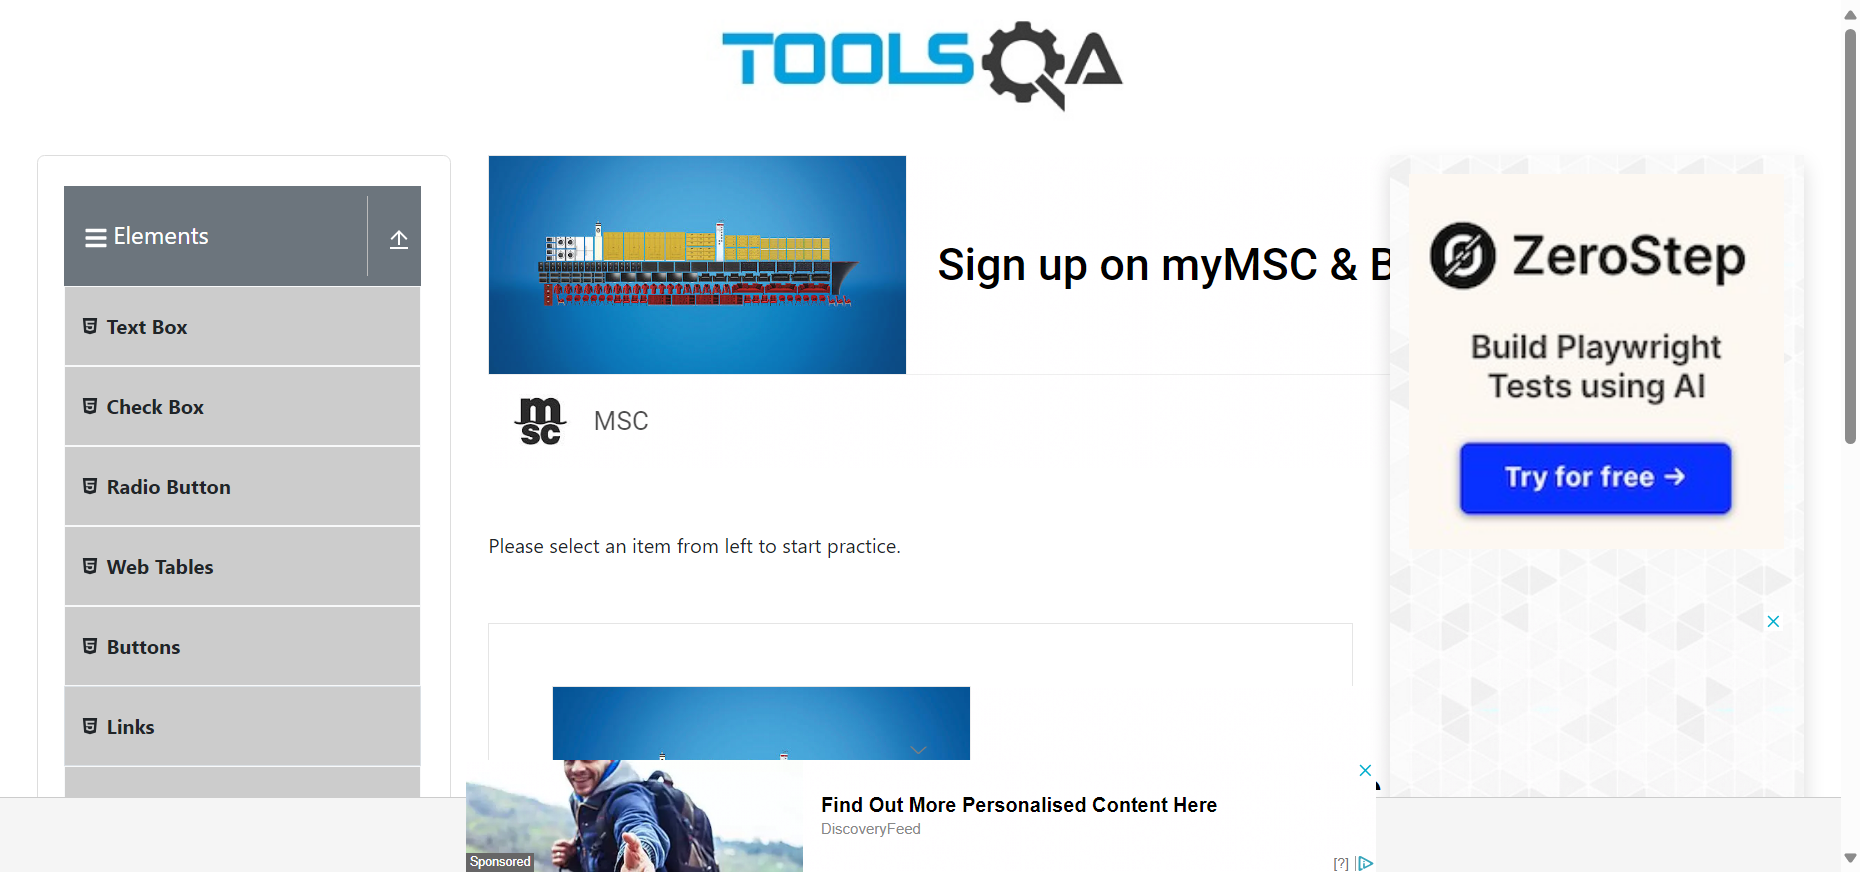 TOOLSQA
Elements
Text Box
Check Box
Radio Button
Web Tables
Buttons
Links
Sign up on myMSC & B
msc
MSC
Please select an item from left to start practice.
ZeroStep
Build Playwright
Tests using AI
Try for free →
Sponsored
Find Out More Personalised Content Here
DiscoveryFeed
[?]